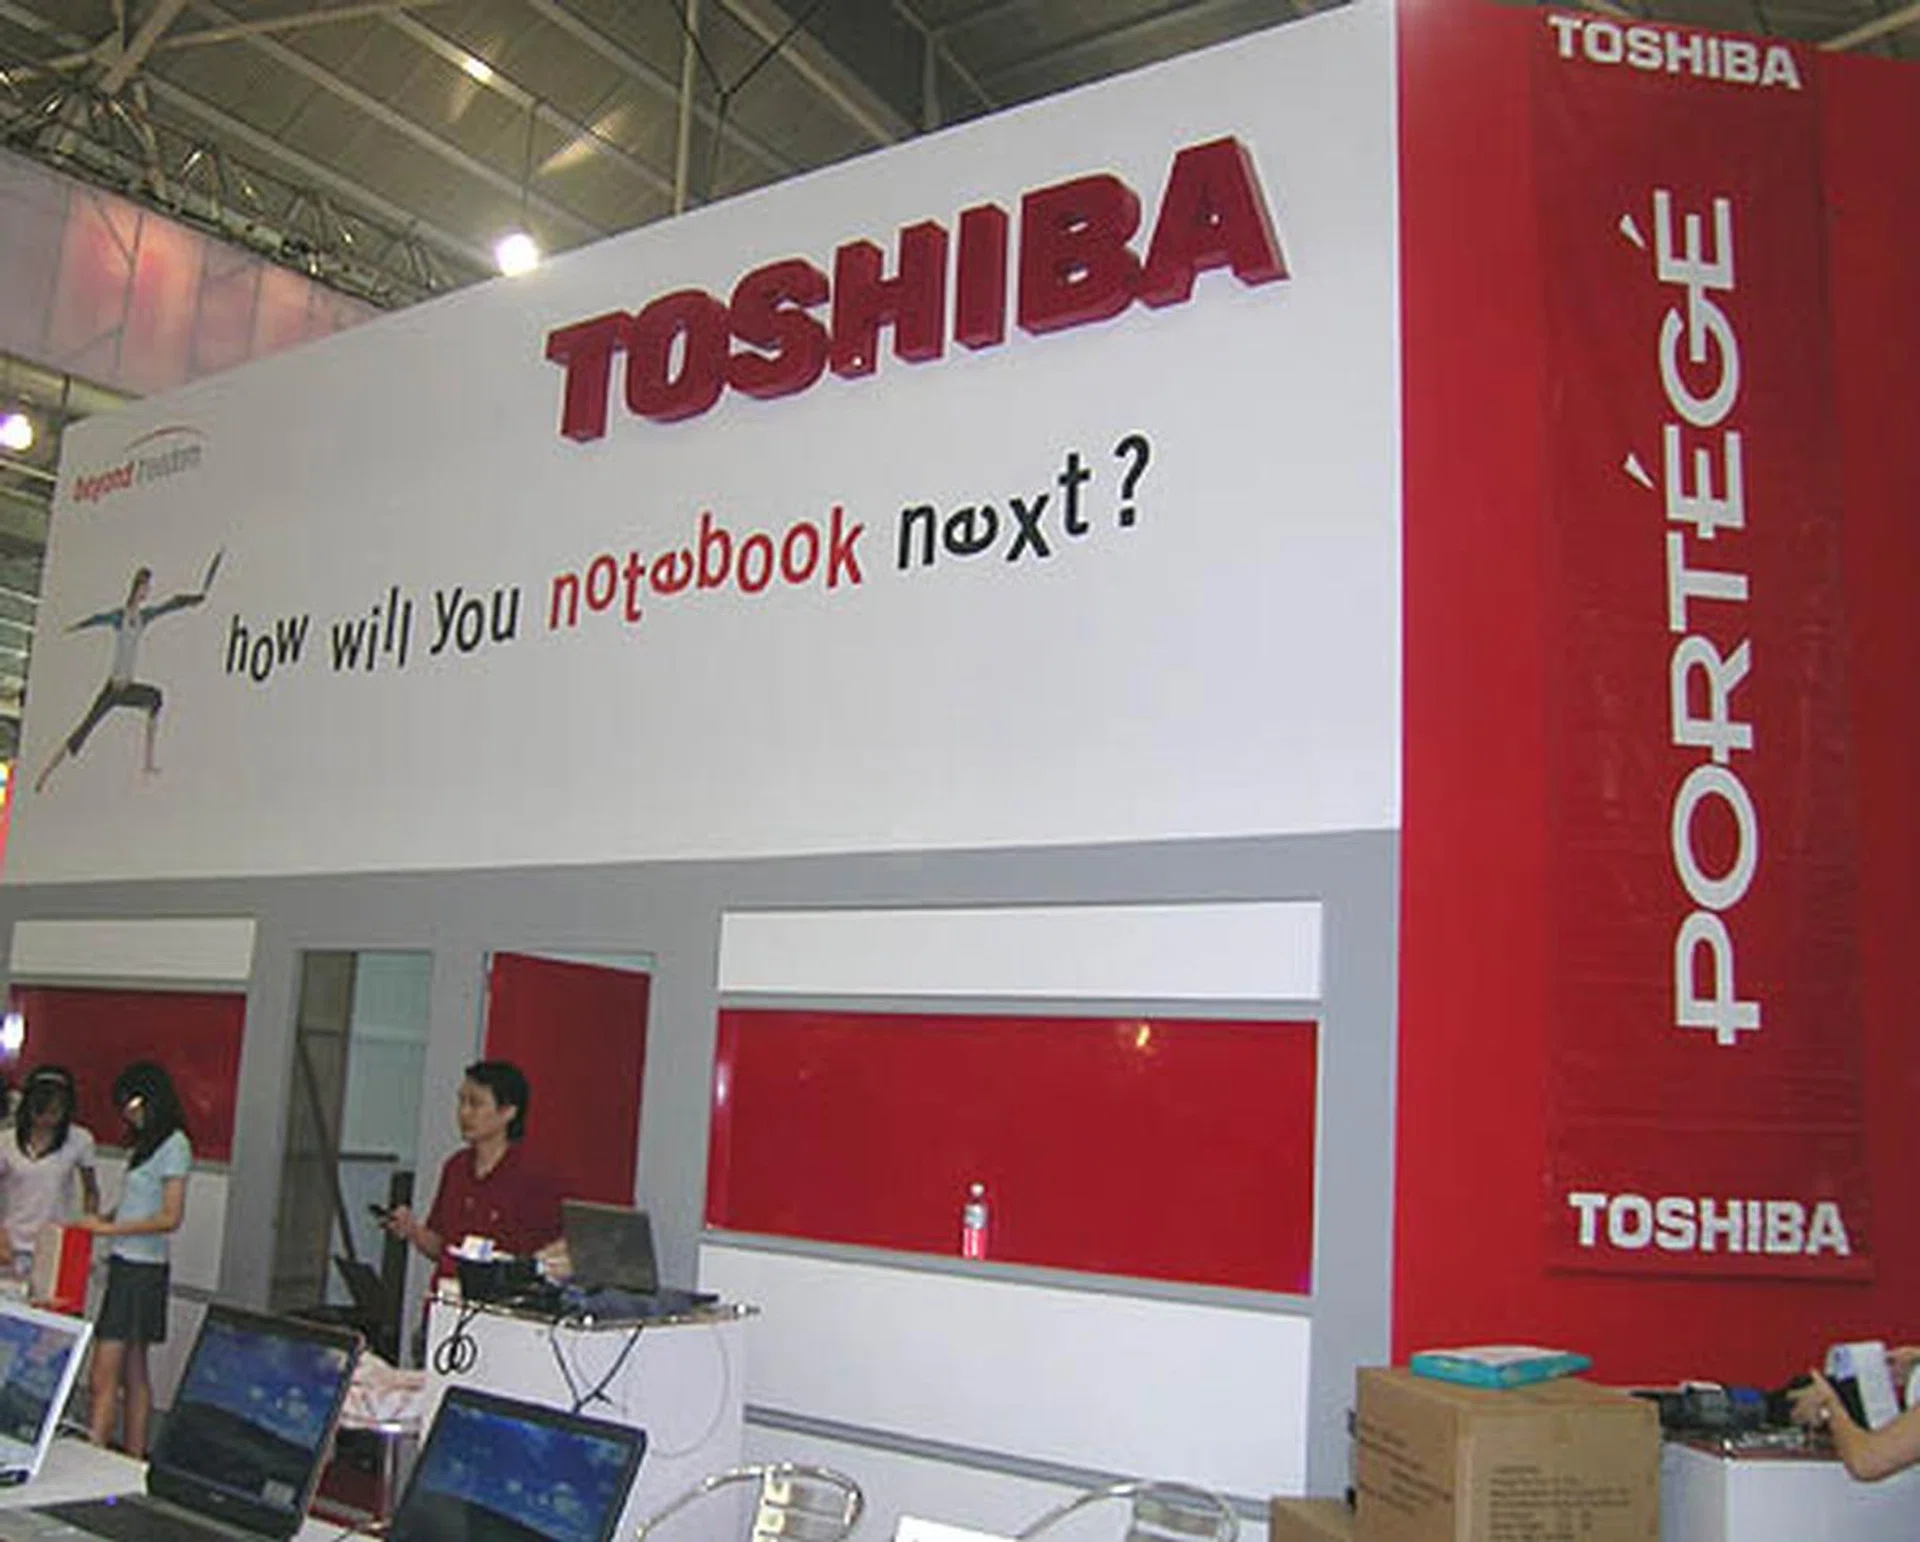 TOSHIBA
beyond freedom
how will you notebook next?
TOSHIBA
PORTÉGÉ
TOSHIBA